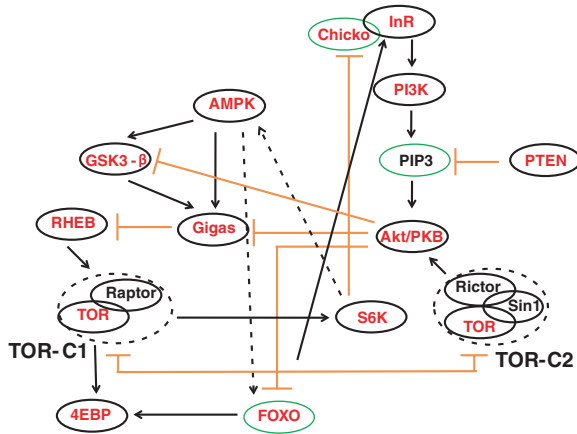 InR
Chicko
PI3K
AMPK
GSK3-β
PIP3
PTEN
RHEB
Gigas
Akt/PKB
Raptor
Rictor
TOR
S6K
Sin1
TOR
TOR-C1
TOR-C2
4EBP
FOXO